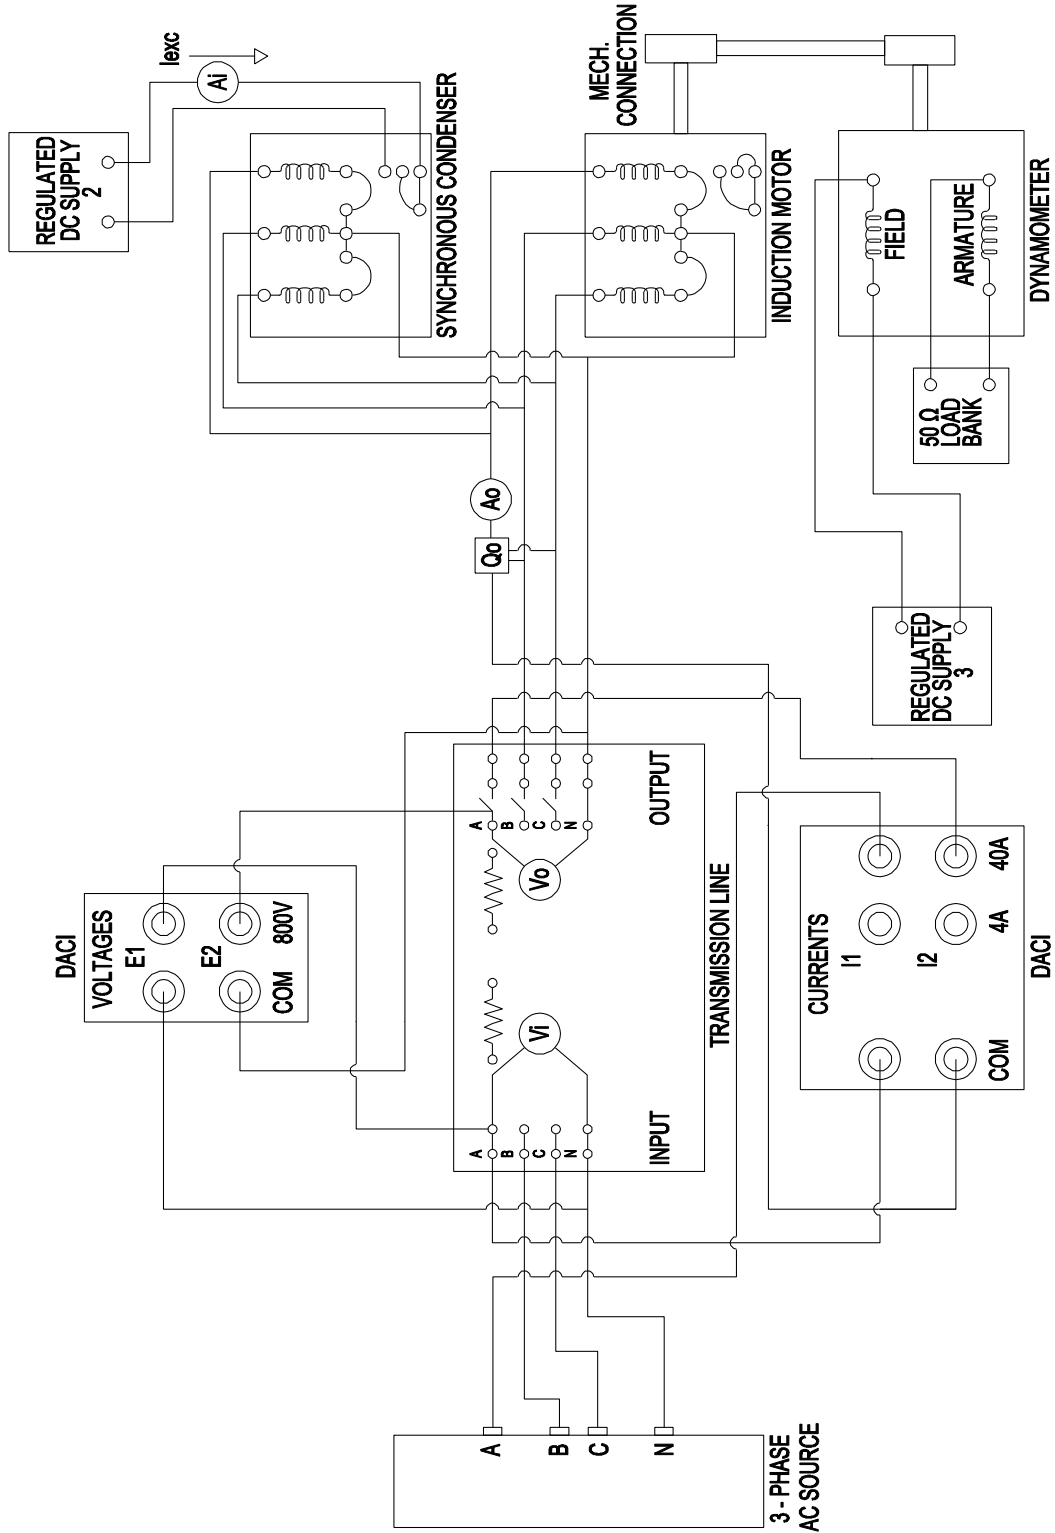 3 - PHASE
AC SOURCE
A
B
C
N
DACI
VOLTAGES
E1
E2
COM
800V
INPUT
A
B
C
N
Vi
TRANSMISSION LINE
Vo
A
B
C
N
OUTPUT
CURRENTS
I1
I2
COM
4A
40A
DACI
Qo
Ao
REGULATED
DC SUPPLY
2
Ai
Iexc
SYNCHRONOUS CONDENSER
INDUCTION MOTOR
MECH.
CONNECTION
REGULATED
DC SUPPLY
3
50 Ω
LOAD
BANK
FIELD
ARMATURE
DYNAMOMETER